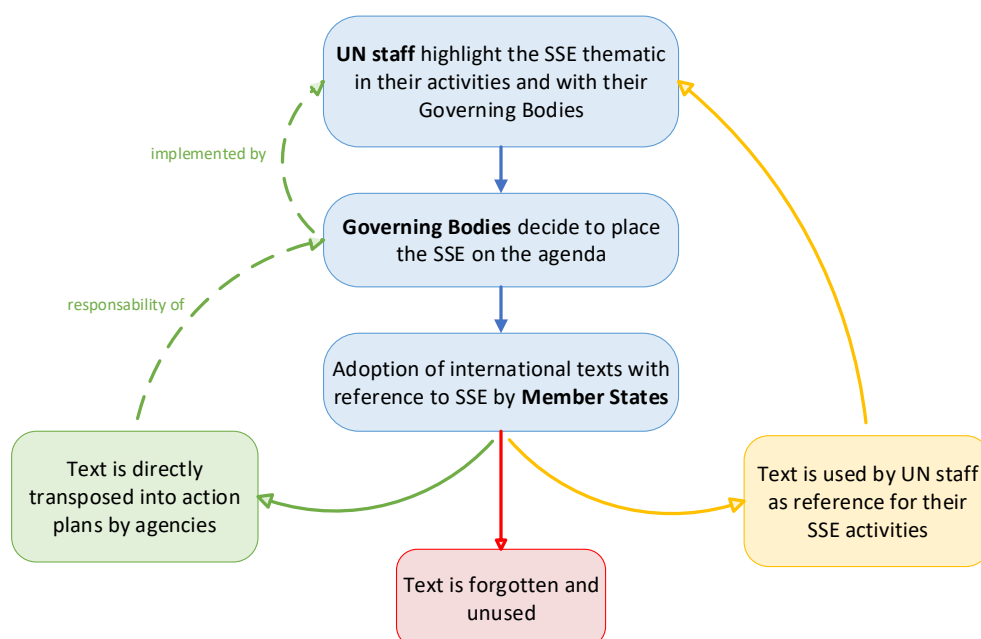 UN staff highlight the SSE thematic
in their activities and with their
Governing Bodies
implemented by
Governing Bodies decide to place
the SSE on the agenda
responsability of
Adoption of international texts with
reference to SSE by Member States
Text is directly
transposed into action
plans by agencies
Text is used by UN staff
as reference for their
SSE activities
Text is forgotten and
unused